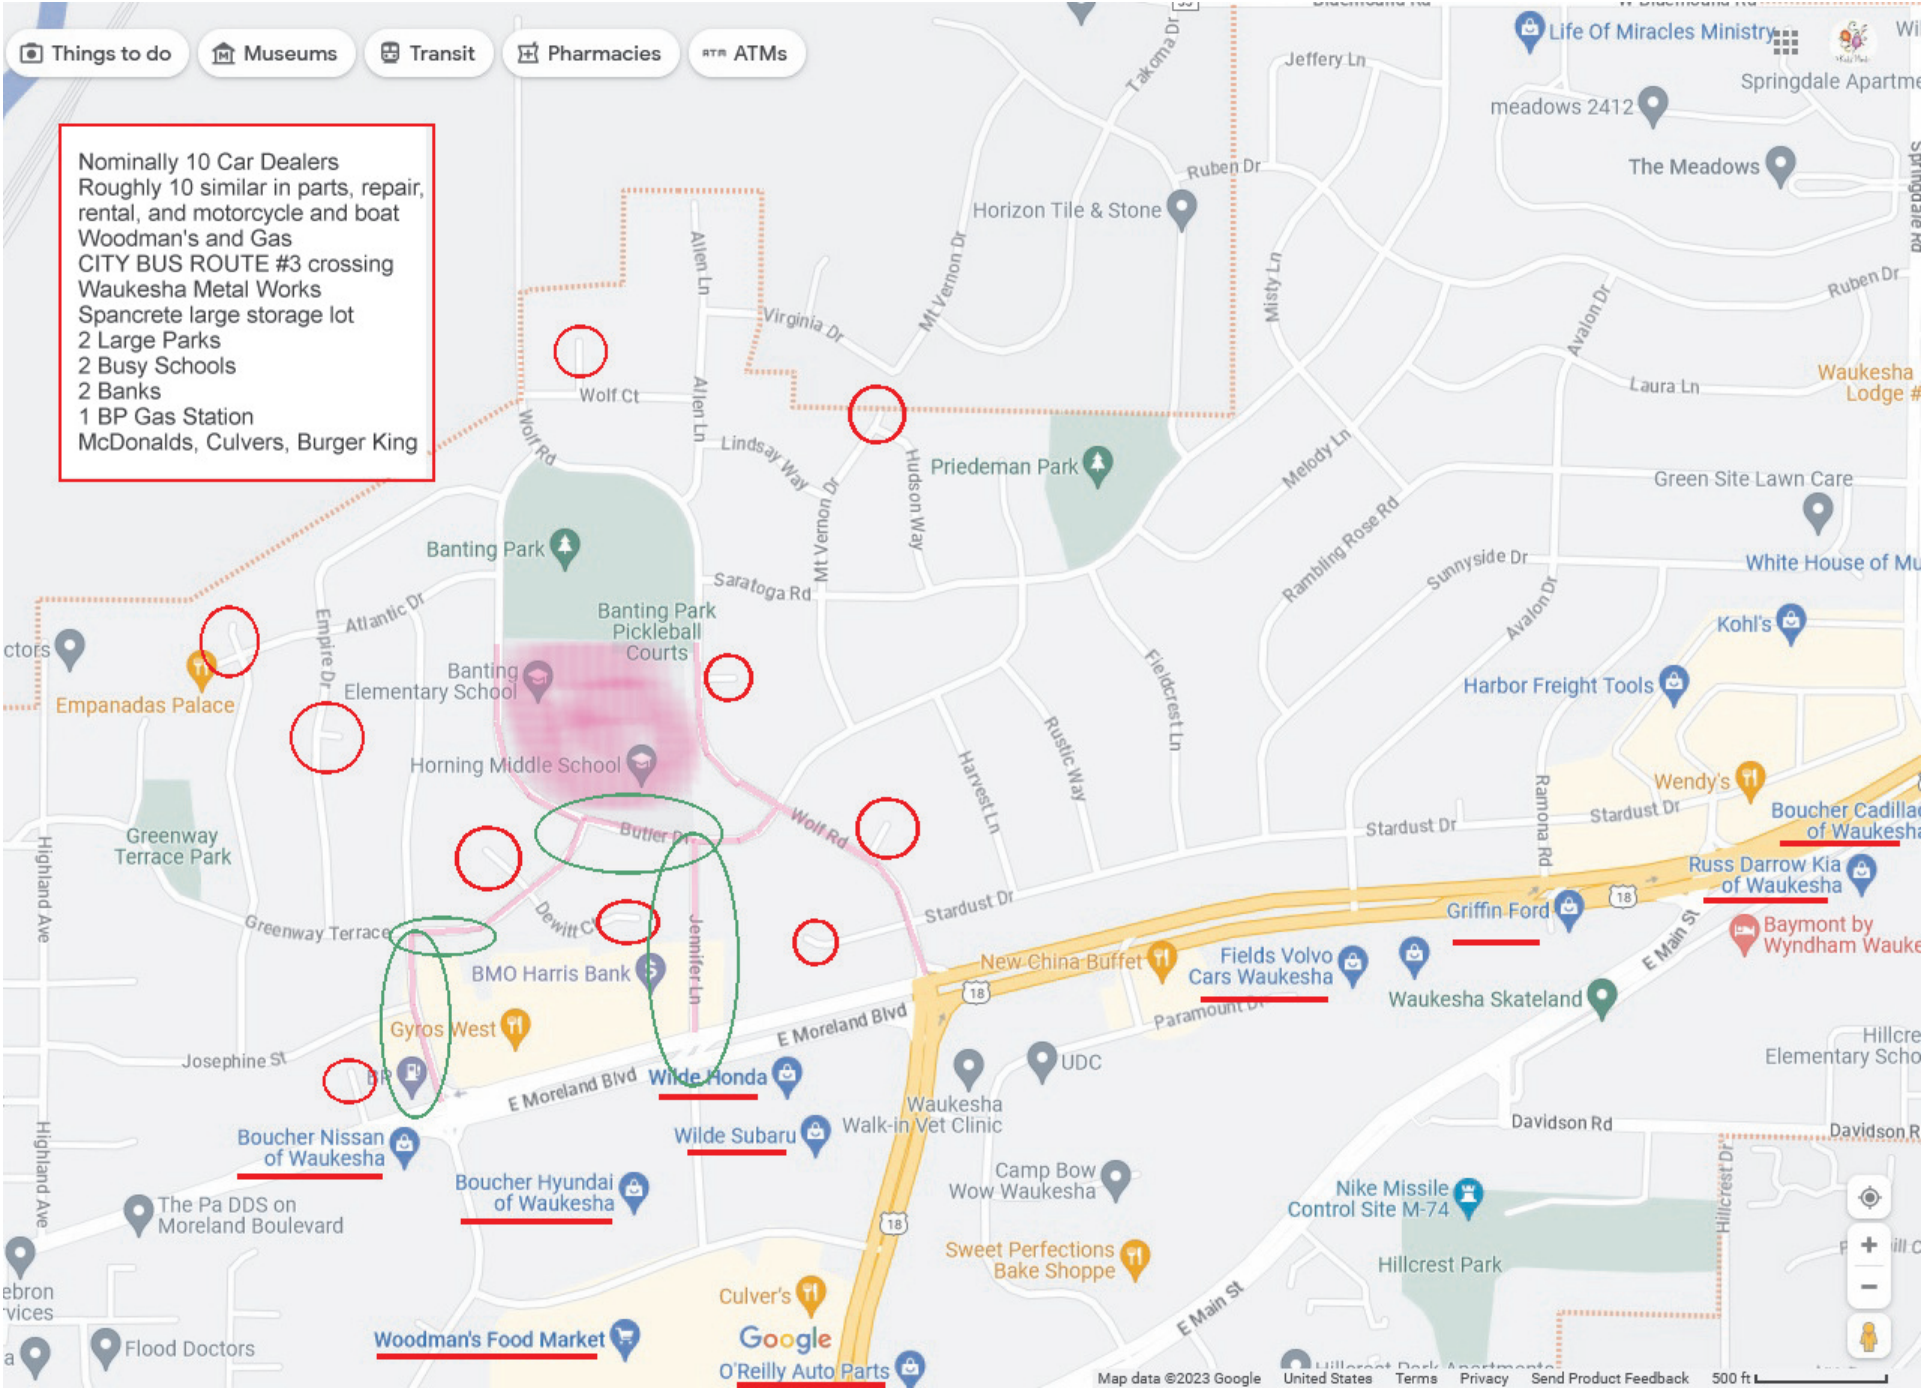 Things to do
Museums
Transit
Pharmacies
ATM ATMs
Takoma Dr
Jeffery Ln
Life Of Miracles Ministry
meadows 2412
Springdale Apartme
The Meadows
Springdale Rd
Nominally 10 Car Dealers
Roughly 10 similar in parts, repair,
rental, and motorcycle and boat
Woodman's and Gas
CITY BUS ROUTE #3 crossing
Waukesha Metal Works
Spancrete large storage lot
2 Large Parks
2 Busy Schools
2 Banks
1 BP Gas Station
McDonalds, Culvers, Burger King
Ruben Dr
Horizon Tile & Stone
Allen Ln
Virginia Dr
Mt Vernon Dr
Misty Ln
Avalon Dr
Ruben Dr
Wolf Ct
Allen Ln
Laura Ln
Waukesha
Lodge #
Wolf Rd
Lindsay Way
Hudson Way
Priedeman Park
Melody Ln
Green Site Lawn Care
Banting Park
Mt Vernon Dr
Rambling Rose Rd
Sunnyside Dr
White House of Mu
Saratoga Rd
Avalon Dr
Atlantic Dr
Empire Dr
Banting Park
Pickleball
Courts
Kohl's
ctors
Empanadas Palace
Banting
Elementary School
Fieldcrest Ln
Harbor Freight Tools
Horning Middle School
Rustic Way
Harvest Ln
Ramona Rd
Wendy's
Stardust Dr
Stardust Dr
Boucher Cadillac
of Waukesha
Greenway
Terrace Park
Highland Ave
Butler Dr
Wolf Rd
Russ Darrow Kia
of Waukesha
18
Griffin Ford
Stardust Dr
Greenway Terrace
Dewitt Ct
Jennifer Ln
E Main St
Baymont by
Wyndham Wauke
BMO Harris Bank
New China Buffet
Fields Volvo
Cars Waukesha
18
Waukesha Skateland
Paramount Dr
Gyros West
E Moreland Blvd
Josephine St
BP
UDC
Hillcre
Elementary Scho
E Moreland Blvd
Wilde Honda
Waukesha
Walk-in Vet Clinic
Highland Ave
Boucher Nissan
of Waukesha
Wilde Subaru
Davidson Rd
Davidson R
Boucher Hyundai
of Waukesha
Camp Bow
Wow Waukesha
Nike Missile
Control Site M-74
Hillcrest Dr
The Pa DDS on
Moreland Boulevard
18
Sweet Perfections
Bake Shoppe
Hillcrest Park
ebron
rvices
Culver's
E Main St
Flood Doctors
Woodman's Food Market
Google
O'Reilly Auto Parts
Hillcrest Park Apartments
Map data ©2023 Google United States Terms Privacy Send Product Feedback 500 ft